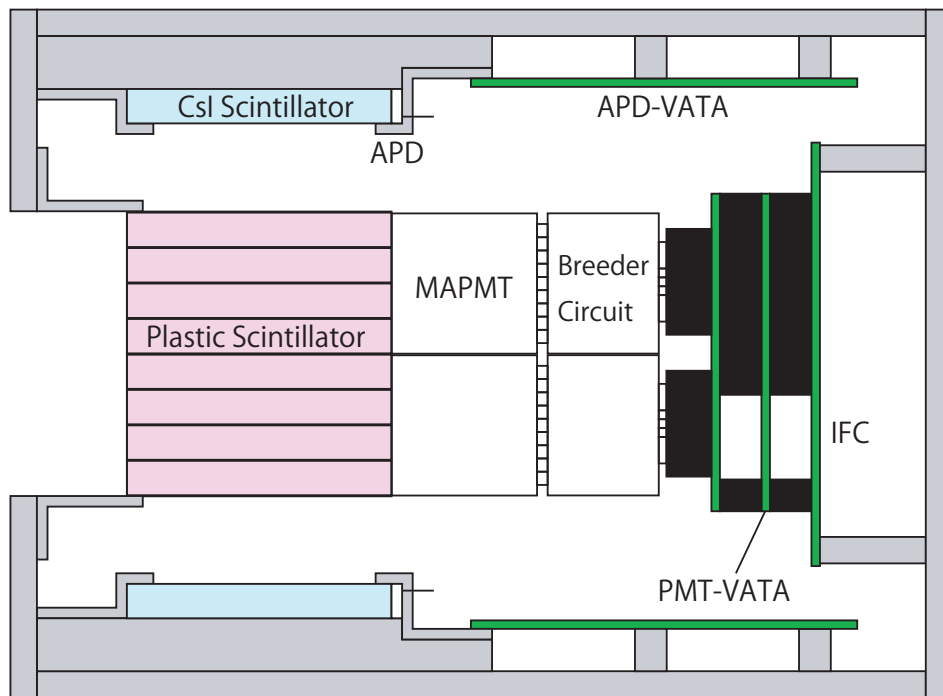 CsI Scintillator
APD-VATA
APD
Breeder
Circuit
MAPMT
Plastic Scintillator
IFC
PMT-VATA